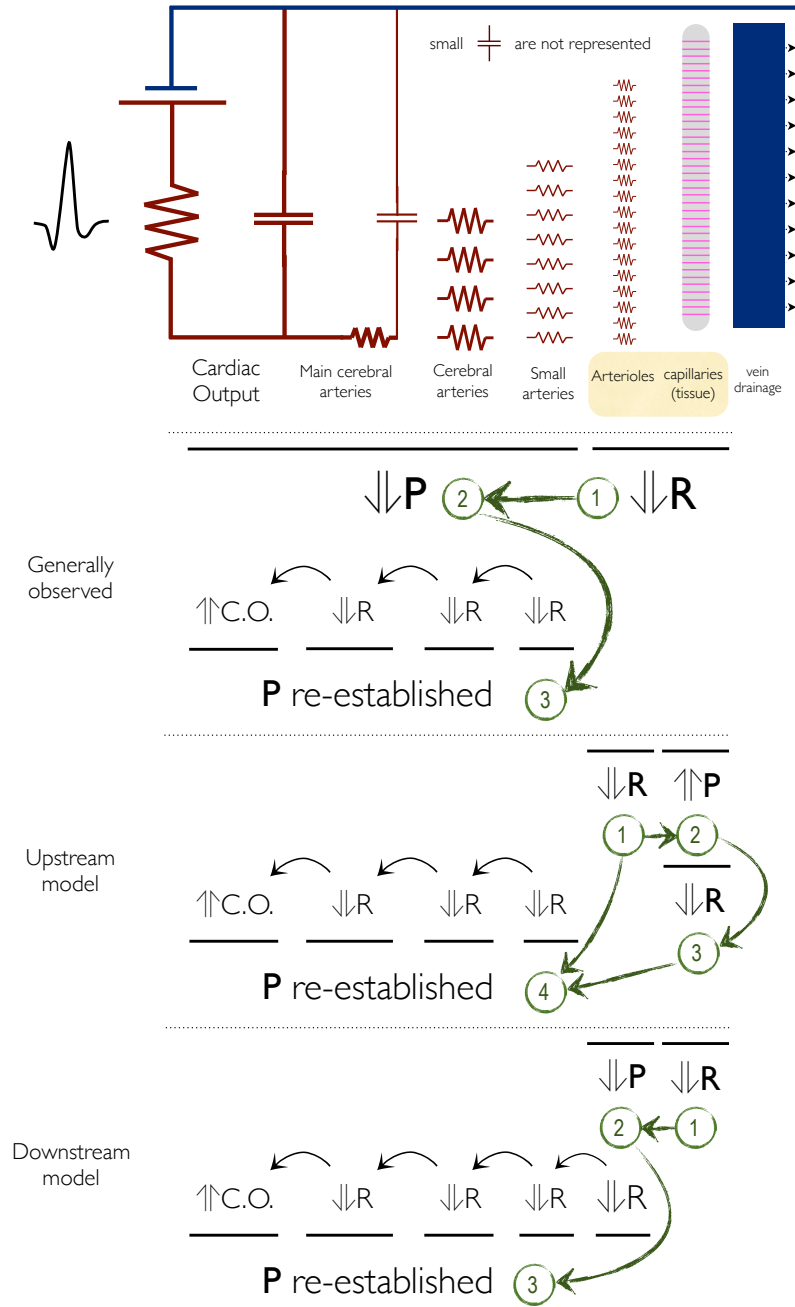 small are not represented
Cardiac
Output
Main cerebral
arteries
Cerebral
arteries
Small
arteries
Arterioles
capillaries
(tissue)
vein
drainage
Generally
observed
⇓P 2 1 ⇓R
⇑C.O. ⇓R ⇓R ⇓R
P re-established 3
Upstream
model
⇓R ⇑P
1 2
⇑C.O. ⇓R ⇓R ⇓R ⇓R
3
P re-established 4
Downstream
model
⇓P ⇓R
2 1
⇑C.O. ⇓R ⇓R ⇓R ⇓R
P re-established 3